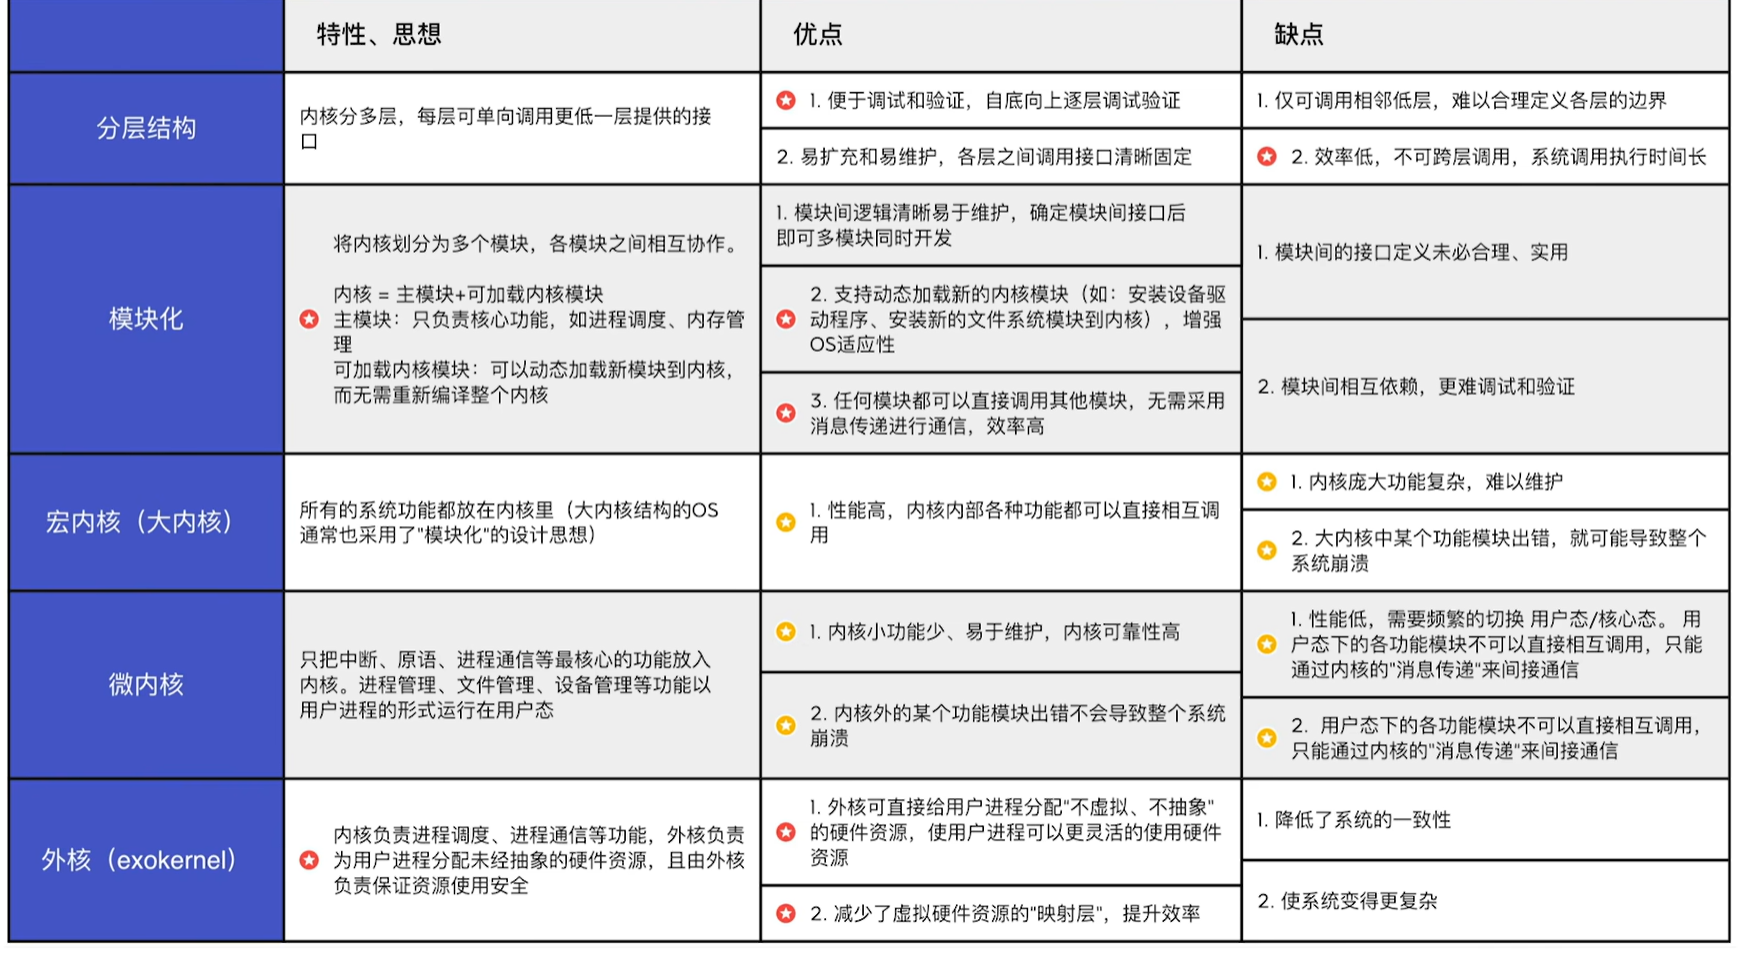 特性、思想
优点
缺点
分层结构
内核分多层，每层可单向调用更低一层提供的接
口
1. 便于调试和验证，自底向上逐层调试验证
2. 易扩充和易维护，各层之间调用接口清晰固定
1. 仅可调用相邻低层，难以合理定义各层的边界
2. 效率低，不可跨层调用，系统调用执行时间长
模块化
将内核划分为多个模块，各模块之间相互协作。
内核 = 主模块+可加载内核模块
主模块：只负责核心功能，如进程调度、内存管
理
可加载内核模块：可以动态加载新模块到内核，
而无需重新编译整个内核
1. 模块间逻辑清晰易于维护，确定模块间接口后
即可多模块同时开发
2. 支持动态加载新的内核模块（如：安装设备驱
动程序、安装新的文件系统模块到内核），增强
OS适应性
3. 任何模块都可以直接调用其他模块，无需采用
消息传递进行通信，效率高
1. 模块间的接口定义未必合理、实用
2. 模块间相互依赖，更难调试和验证
宏内核（大内核）
所有的系统功能都放在内核里（大内核结构的OS
通常也采用了"模块化"的设计思想）
1. 性能高，内核内部各种功能都可以直接相互调
用
1. 内核庞大功能复杂，难以维护
2. 大内核中某个功能模块出错，就可能导致整个
系统崩溃
微内核
只把中断、原语、进程通信等最核心的功能放入
内核。进程管理、文件管理、设备管理等功能以
用户进程的形式运行在用户态
1. 内核小功能少、易于维护，内核可靠性高
2. 内核外的某个功能模块出错不会导致整个系统
崩溃
1. 性能低，需要频繁的切换 用户态/核心态。 用
户态下的各功能模块不可以直接相互调用，只能
通过内核的"消息传递"来间接通信
2. 用户态下的各功能模块不可以直接相互调用，
只能通过内核的"消息传递"来间接通信
外核（exokernel）
内核负责进程调度、进程通信等功能，外核负责
为用户进程分配未经抽象的硬件资源，且由外核
负责保证资源使用安全
1. 外核可直接给用户进程分配"不虚拟、不抽象"
的硬件资源，使用户进程可以更灵活的使用硬件
资源
2. 减少了虚拟硬件资源的"映射层"，提升效率
1. 降低了系统的一致性
2. 使系统变得更复杂